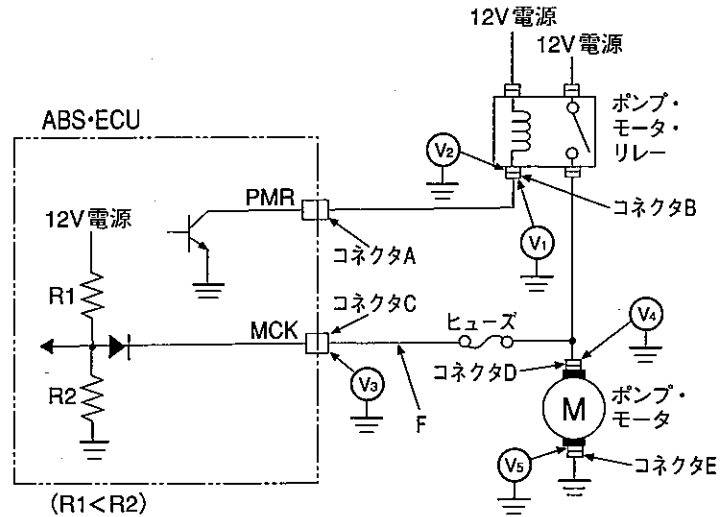 12V電源
12V電源
ABS・ECU
ポンプ・
モータ・
リレー
V2
PMR
コネクタB
12V電源
コネクタA
V1
コネクタC
R1
MCK
ヒューズ
V4
V3
コネクタD
R2
F
M
ポンプ・
モータ
V5
コネクタE
(R1<R2)